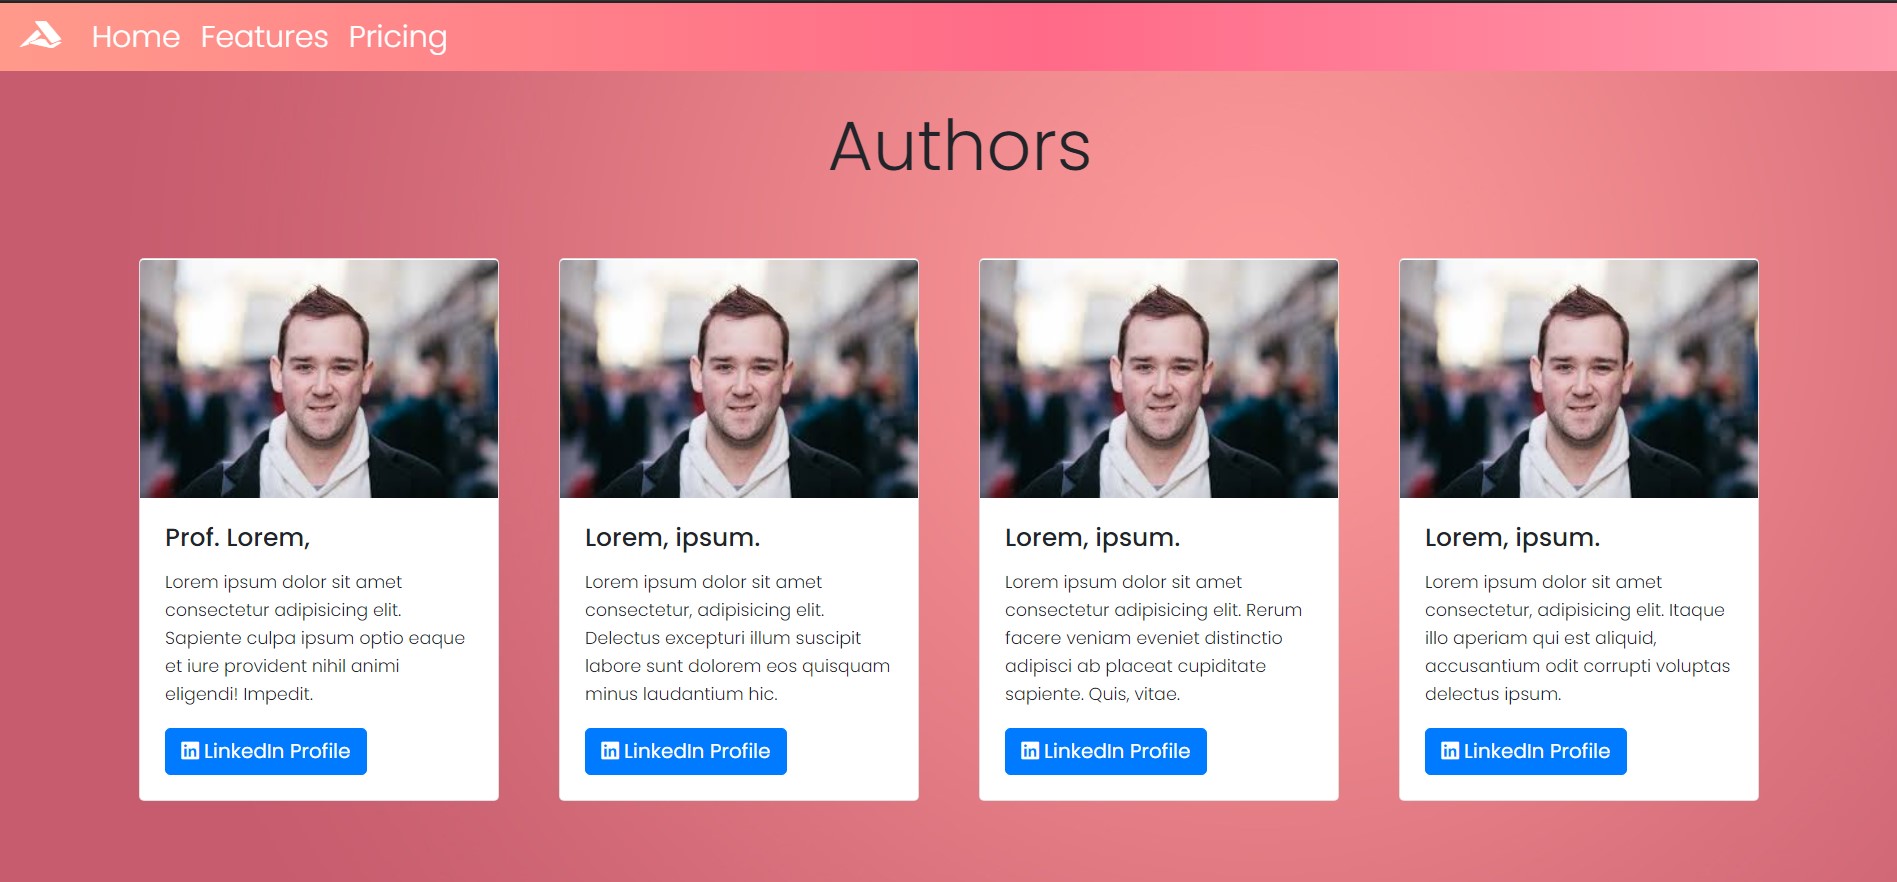 Home Features Pricing
Authors
Prof. Lorem,
Lorem ipsum dolor sit amet
consectetur adipisicing elit.
Sapiente culpa ipsum optio eaque
et iure provident nihil animi
eligendi! Impedit.
LinkedIn Profile
Lorem, ipsum.
Lorem ipsum dolor sit amet
consectetur, adipisicing elit.
Delectus excepturi illum suscipit
labore sunt dolorem eos quisquam
minus laudantium hic.
LinkedIn Profile
Lorem, ipsum.
Lorem ipsum dolor sit amet
consectetur adipisicing elit. Rerum
facere veniam eveniet distinctio
adipisci ab placeat cupiditate
sapiente. Quis, vitae.
LinkedIn Profile
Lorem, ipsum.
Lorem ipsum dolor sit amet
consectetur, adipisicing elit. Itaque
illo aperiam qui est aliquid,
accusantium odit corrupti voluptas
delectus ipsum.
LinkedIn Profile